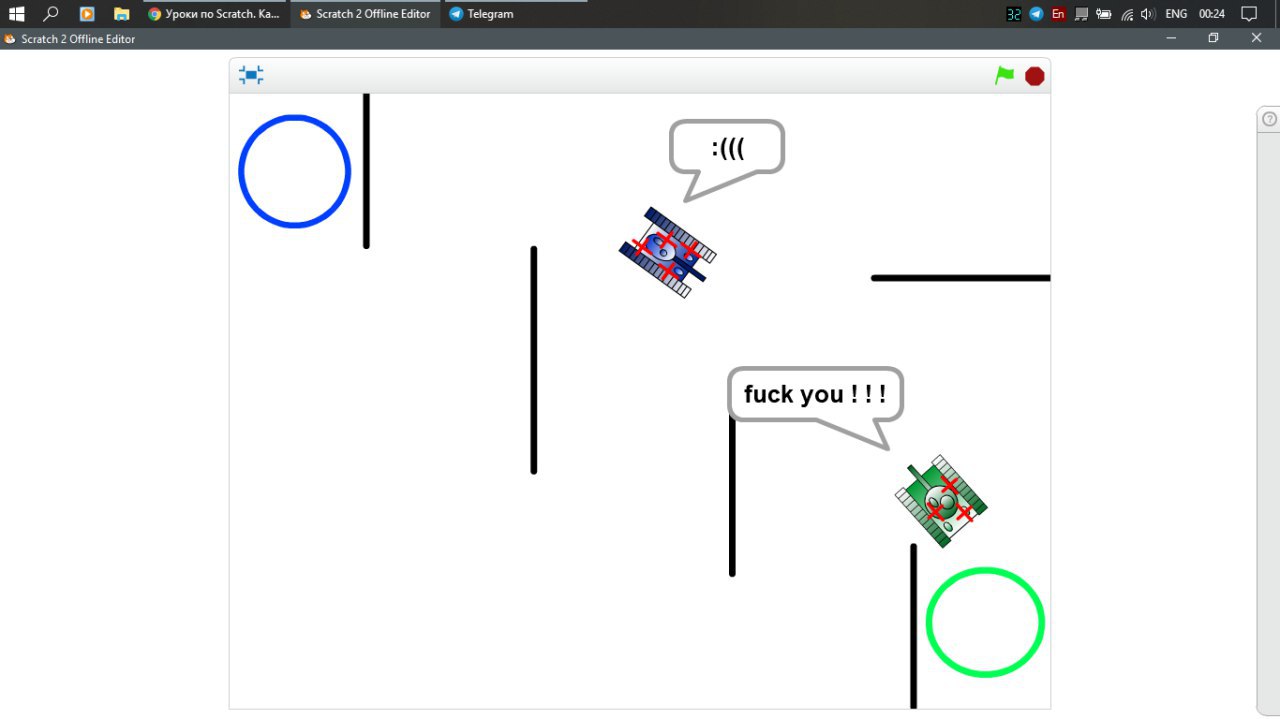 Уроки по Scratch. Ка...
Scratch 2 Offline Editor
Telegram
32
En
ENG
00:24
Scratch 2 Offline Editor
:(((
fuck you ! ! !
?